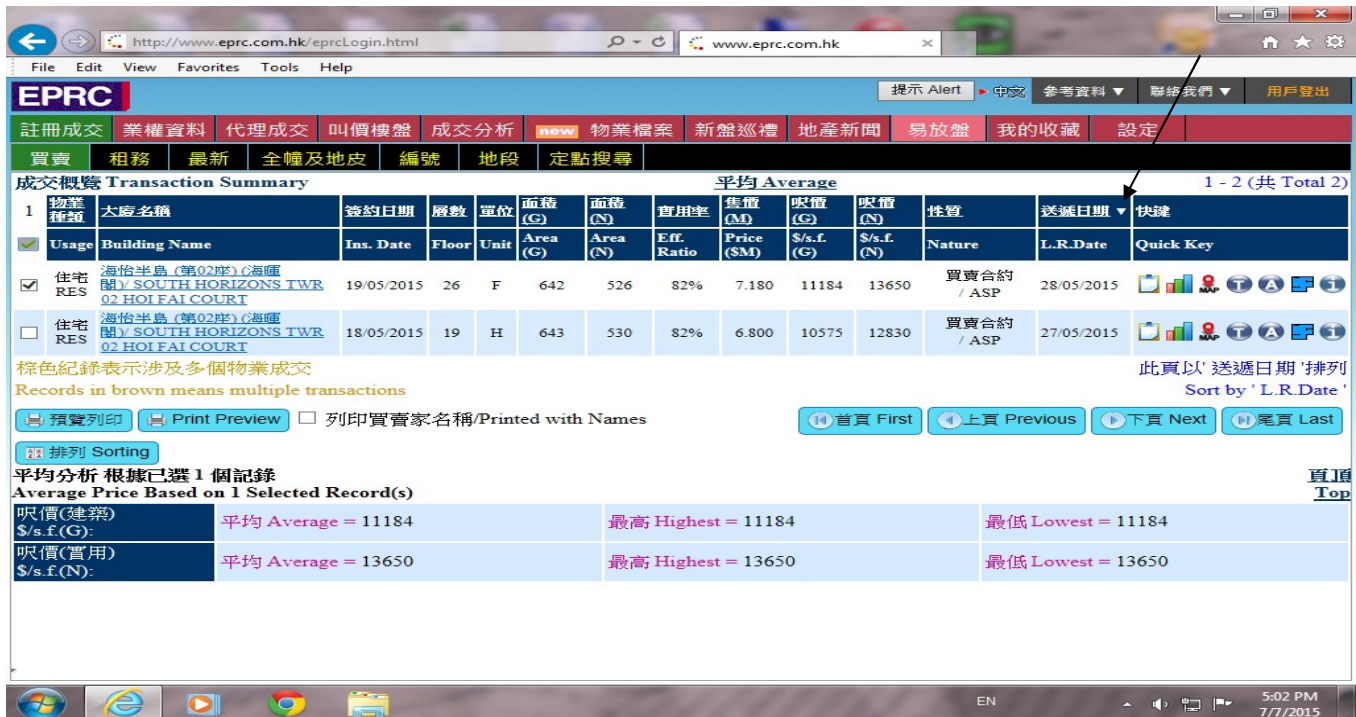 http://www.eprc.com.hk/eprcLogin.html
www.eprc.com.hk
File Edit View Favorites Tools Help
EPRC
提示 Alert 中文 參考資料 ▼ 聯絡我們 ▼ 用戶登出
註冊成交 業權資料 代理成交 叫價樓盤 成交分析 new 物業檔案 新盤巡禮 地產新聞 易放盤 我的收藏 設定
買賣 租務 最新 全幢及地皮 編號 地段 定點搜尋
成交概覽 Transaction Summary 平均 Average 1 - 2 (共 Total 2)
1 物業種類 大廈名稱 簽約日期 層數 單位 面積 (G) 面積 (N) 實用率 售價 (M) 呎價 (G) 呎價 (N) 性質 送遞日期 ▼ 快鍵
Usage Building Name Ins. Date Floor Unit Area (G) Area (N) Eff. Ratio Price ($M) $/s.f. (G) $/s.f. (N) Nature L.R.Date Quick Key
住宅 RES 海怡半島 (第02座) (海暉閣)/ SOUTH HORIZONS TWR 02 HOI FAI COURT 19/05/2015 26 F 642 526 82% 7.180 11184 13650 買賣合約 / ASP 28/05/2015 MAP T A i
住宅 RES 海怡半島 (第02座) (海暉閣)/ SOUTH HORIZONS TWR 02 HOI FAI COURT 18/05/2015 19 H 643 530 82% 6.800 10575 12830 買賣合約 / ASP 27/05/2015 MAP T A i
棕色紀錄表示涉及多個物業成交 此頁以' 送遞日期 '排列
Records in brown means multiple transactions Sort by ' L.R.Date '
預覽列印 Print Preview 列印買賣家名稱/Printed with Names 首頁 First 上頁 Previous 下頁 Next 尾頁 Last
排列 Sorting
平均分析 根據已選 1 個記錄 頁頂
Average Price Based on 1 Selected Record(s) Top
呎價(建築) $/s.f.(G): 平均 Average = 11184 最高 Highest = 11184 最低 Lowest = 11184
呎價(實用) $/s.f.(N): 平均 Average = 13650 最高 Highest = 13650 最低 Lowest = 13650
EN 5:02 PM
7/7/2015